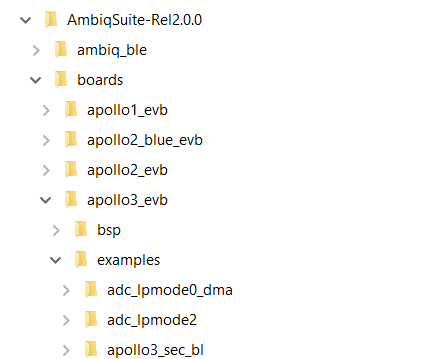 AmbiqSuite-Rel2.0.0
ambiq_ble
boards
apollo1_evb
apollo2_blue_evb
apollo2_evb
apollo3_evb
bsp
examples
adc_lpmode0_dma
adc_lpmode2
apollo3_sec_bl